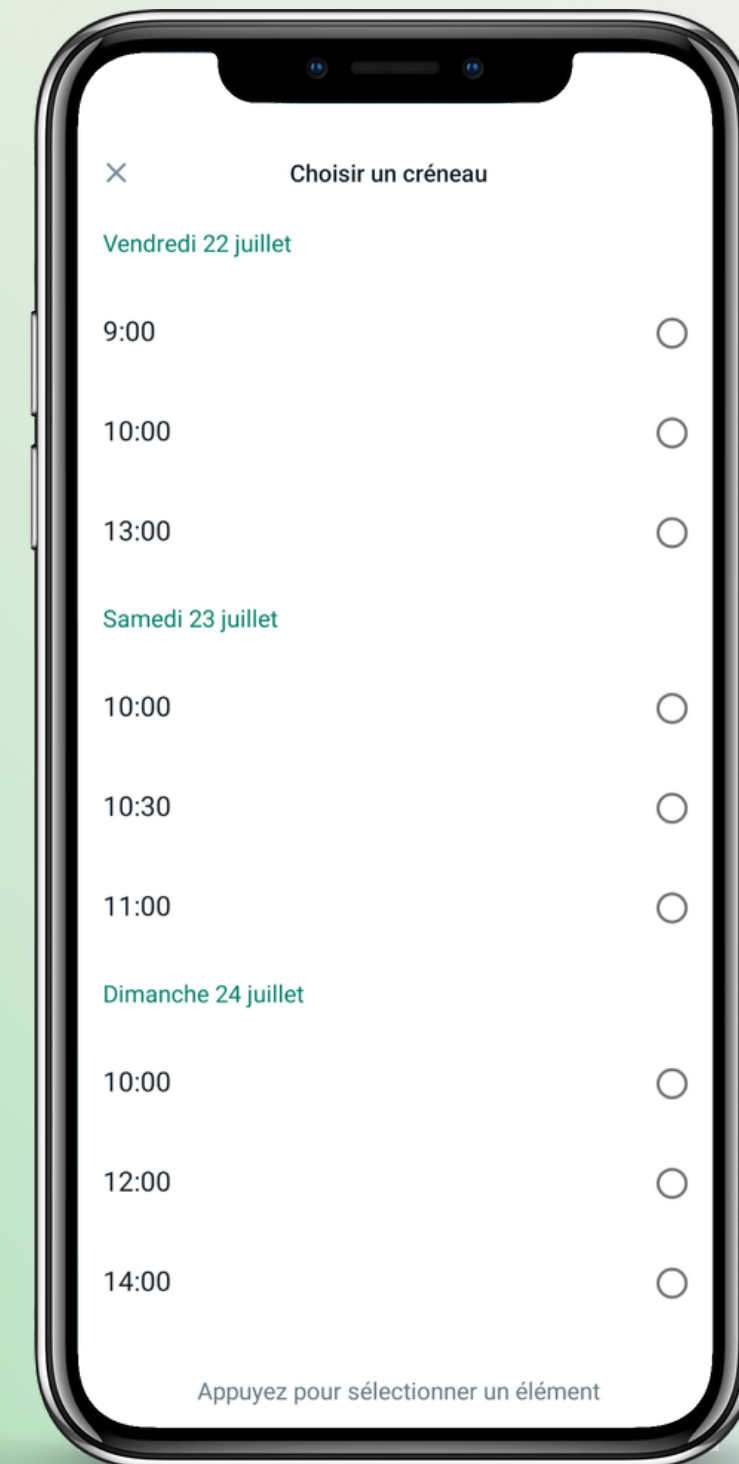 Choisir un créneau
Vendredi 22 juillet
9:00
10:00
13:00
Samedi 23 juillet
10:00
10:30
11:00
Dimanche 24 juillet
10:00
12:00
14:00
Appuyez pour sélectionner un élément